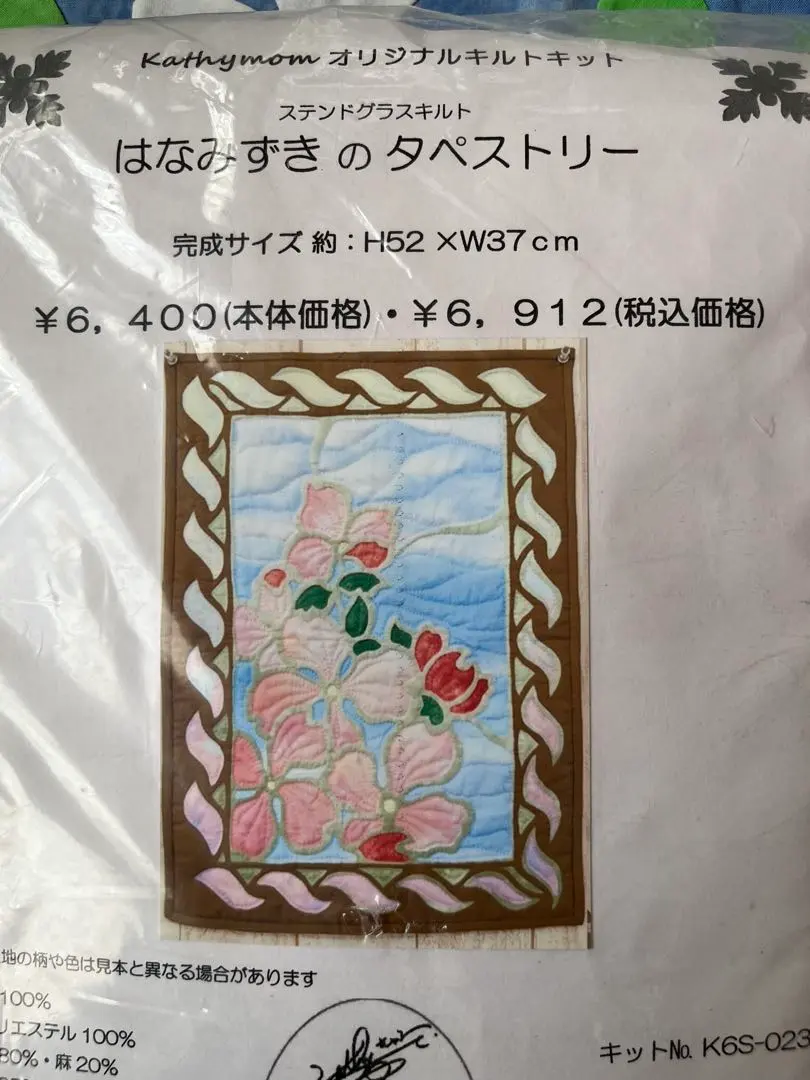 Kathymom オリジナルキルトキット
ステンドグラスキルト
はなみずき の タペストリー
完成サイズ 約：H52 ×W37cm
¥6，４００(本体価格)・¥6，９１２(税込価格)
地の柄や色は見本と異なる場合があります
100%
リエステル 100%
80%・麻 20%
キットNo. K6S-023